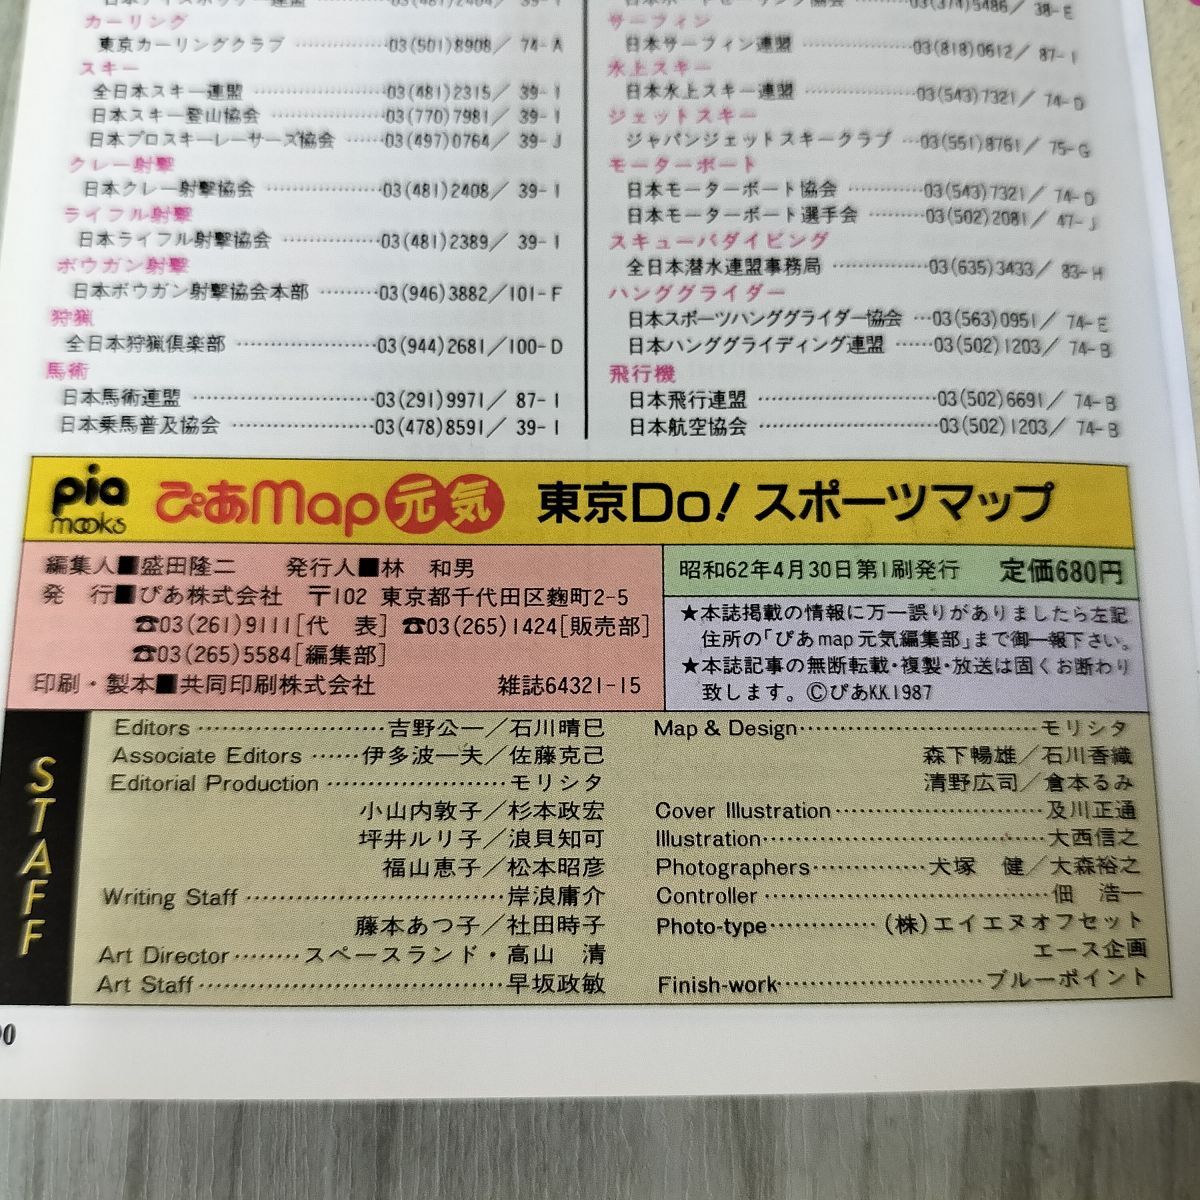 03(481)2404/ 39-I
カーリング
東京カーリングクラブ ……………03(501)8908/ 74-A
スキー
全日本スキー連盟 …………………03(481)2315/ 39-I
日本スキー登山協会 ………………03(770)7981/ 39-I
日本プロスキーレーサーズ協会 ……03(497)0764/ 39-J
クレー射撃
日本クレー射撃協会 ………………03(481)2408/ 39-I
ライフル射撃
日本ライフル射撃協会 ……………03(481)2389/ 39-I
ボウガン射撃
日本ボウガン射撃協会本部 ………03(946)3882/101-F
狩猟
全日本狩猟倶楽部 …………………03(944)2681/100-D
馬術
日本馬術連盟 ………………………03(291)9971/ 87-I
日本乗馬普及協会 …………………03(478)8591/ 39-I
日本ボードセーリング協会 …………03(374)5486/ 38-E
サーフィン
日本サーフィン連盟 ………………03(818)0612/ 87-I
水上スキー
日本水上スキー連盟 ………………03(543)7321/ 74-D
ジェットスキー
ジャパンジェットスキークラブ …03(551)8761/ 75-G
モーターボート
日本モーターボート協会 …………03(543)7321/ 74-D
日本モーターボート選手会 ………03(502)2081/ 47-J
スキューバダイビング
全日本潜水連盟事務局 ……………03(635)3433/ 83-H
ハンググライダー
日本スポーツハンググライダー協会 …03(563)0951/ 74-E
日本ハンググライディング連盟 ……03(502)1203/ 74-B
飛行機
日本飛行連盟 ………………………03(502)6691/ 74-B
日本航空協会 ………………………03(502)1203/ 74-B
pia mooks ぴあMap元気 東京Do!スポーツマップ
編集人■盛田隆二 発行人■林 和男
発 行■ぴあ株式会社 〒102 東京都千代田区麹町2-5
☎03(261)9111[代 表] ☎03(265)1424[販売部]
☎03(265)5584[編集部]
印刷・製本■共同印刷株式会社 雑誌64321-15
昭和62年4月30日第1刷発行 定価680円
★本誌掲載の情報に万一誤りがありましたら左記
住所の「ぴあmap 元気編集部」まで御一報下さい。
★本誌記事の無断転載・複製・放送は固くお断わり
致します。©ぴあKK.1987
STAFF
Editors ……………………吉野公一/石川晴巳
Associate Editors ……伊多波一夫/佐藤克己
Editorial Production ……………………モリシタ
小山内敦子/杉本政宏
坪井ルリ子/浪貝知可
福山恵子/松本昭彦
Writing Staff ……………………………岸浪庸介
藤本あつ子/社田時子
Art Director………スペースランド・高山 清
Art Staff……………………………………早坂政敏
Map & Design……………………………モリシタ
森下暢雄/石川香織
清野広司/倉本るみ
Cover Illustration ………………………及川正通
Illustration…………………………………大西信之
Photographers……………犬塚 健/大森裕之
Controller …………………………………佃 浩一
Photo-type…………(株)エイエヌオフセット
エース企画
Finish-work………………………ブルーポイント
90